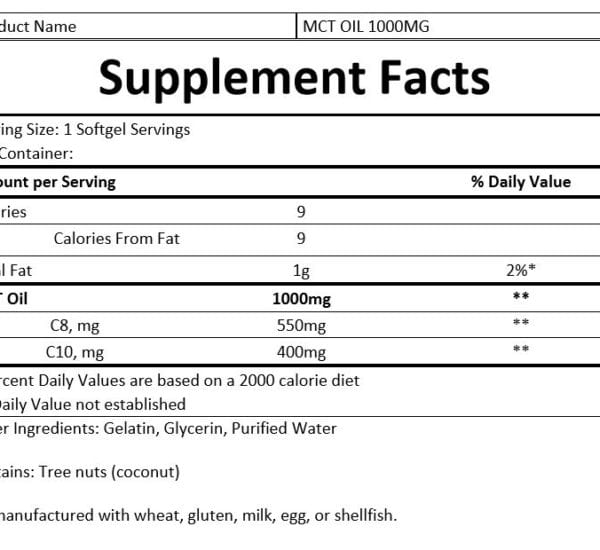 duct Name MCT OIL 1000MG
Supplement Facts
ing Size: 1 Softgel Servings
Container:
ount per Serving % Daily Value
ries 9
Calories From Fat 9
l Fat 1g 2%*
Oil 1000mg **
C8, mg 550mg **
C10, mg 400mg **
rcent Daily Values are based on a 2000 calorie diet
aily Value not established
er Ingredients: Gelatin, Glycerin, Purified Water
tains: Tree nuts (coconut)
manufactured with wheat, gluten, milk, egg, or shellfish.